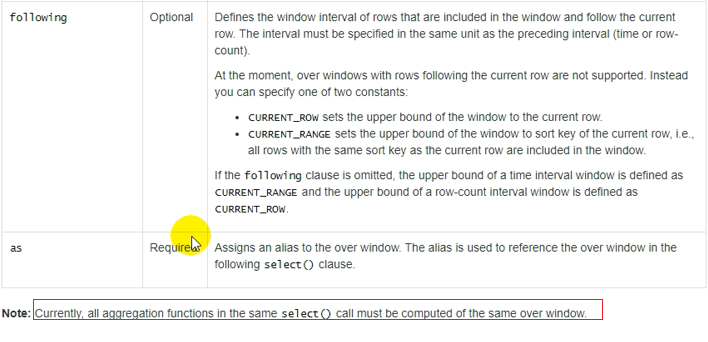 following
Optional
Defines the window interval of rows that are included in the window and follow the current
row. The interval must be specified in the same unit as the preceding interval (time or row-
count).
At the moment, over windows with rows following the current row are not supported. Instead
you can specify one of two constants:
• CURRENT_ROW sets the upper bound of the window to the current row.
• CURRENT_RANGE sets the upper bound of the window to sort key of the current row, i.e.,
all rows with the same sort key as the current row are included in the window.
If the following clause is omitted, the upper bound of a time interval window is defined as
CURRENT_RANGE and the upper bound of a row-count interval window is defined as
CURRENT_ROW.
as
Required
Assigns an alias to the over window. The alias is used to reference the over window in the
following select() clause.
Note: Currently, all aggregation functions in the same select() call must be computed of the same over window.